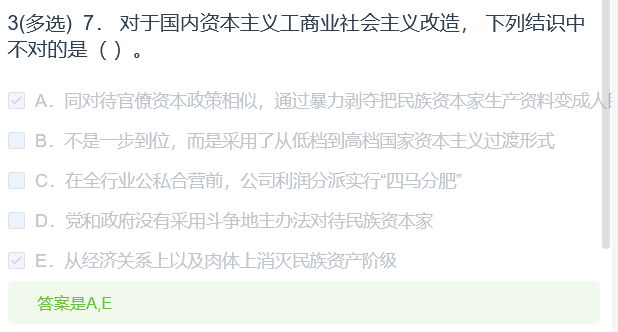 3(多选) 7． 对于国内资本主义工商业社会主义改造， 下列结识中
不对的是（ ）。
A．同对待官僚资本政策相似，通过暴力剥夺把民族资本家生产资料变成人民
B．不是一步到位，而是采用了从低档到高档国家资本主义过渡形式
C．在全行业公私合营前，公司利润分派实行“四马分肥”
D．党和政府没有采用斗争地主办法对待民族资本家
E．从经济关系上以及肉体上消灭民族资产阶级
答案是A,E